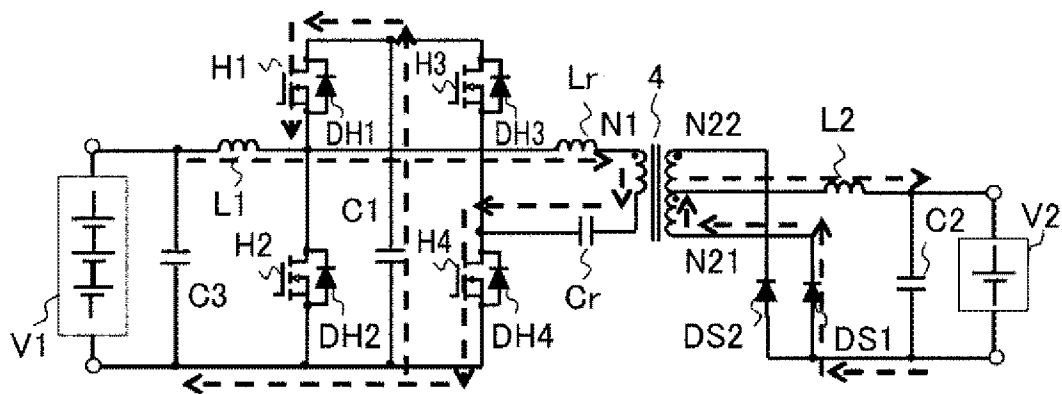 H1
DH1
H3
DH3
Lr
N1
4
N22
L2
L1
C1
H2
DH2
H4
DH4
C3
V1
Cr
N21
DS2
DS1
C2
V2